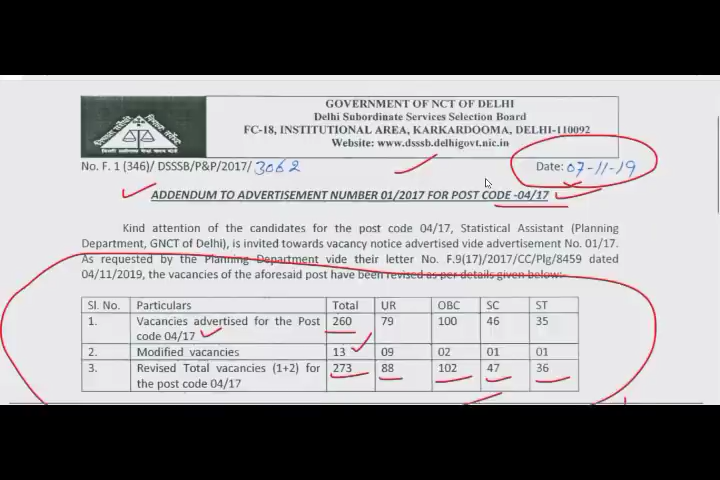 GOVERNMENT OF NCT OF DELHI
Delhi Subordinate Services Selection Board
FC-18, INSTITUTIONAL AREA, KARKARDOOMA, DELHI-110092
Website: www.dsssb.delhigovt.nic.in
No. F. 1 (346)/ DSSSB/P&P/2017/ 3062 Date: 07-11-19
ADDENDUM TO ADVERTISEMENT NUMBER 01/2017 FOR POST CODE -04/17
Kind attention of the candidates for the post code 04/17, Statistical Assistant (Planning
Department, GNCT of Delhi), is invited towards vacancy notice advertised vide advertisement No. 01/17.
As requested by the Planning Department vide their letter No. F.9(17)/2017/CC/Plg/8459 dated
04/11/2019, the vacancies of the aforesaid post have been revised as per details given below:
Sl. No. Particulars Total UR OBC SC ST
1. Vacancies advertised for the Post 260 79 100 46 35
code 04/17
2. Modified vacancies 13 09 02 01 01
3. Revised Total vacancies (1+2) for 273 88 102 47 36
the post code 04/17